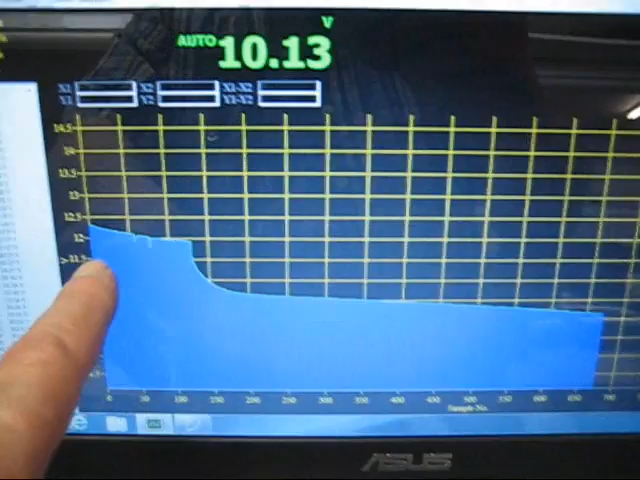 V
AUTO 10.13
X1 X2 X1-X2
Y1 Y2 Y1-Y2
14.5
14
13.5
13
12.5
12
11.5
0 50 100 150 200 250 300 350 400 450 500 550 600 650 700
Sample No.
ASUS